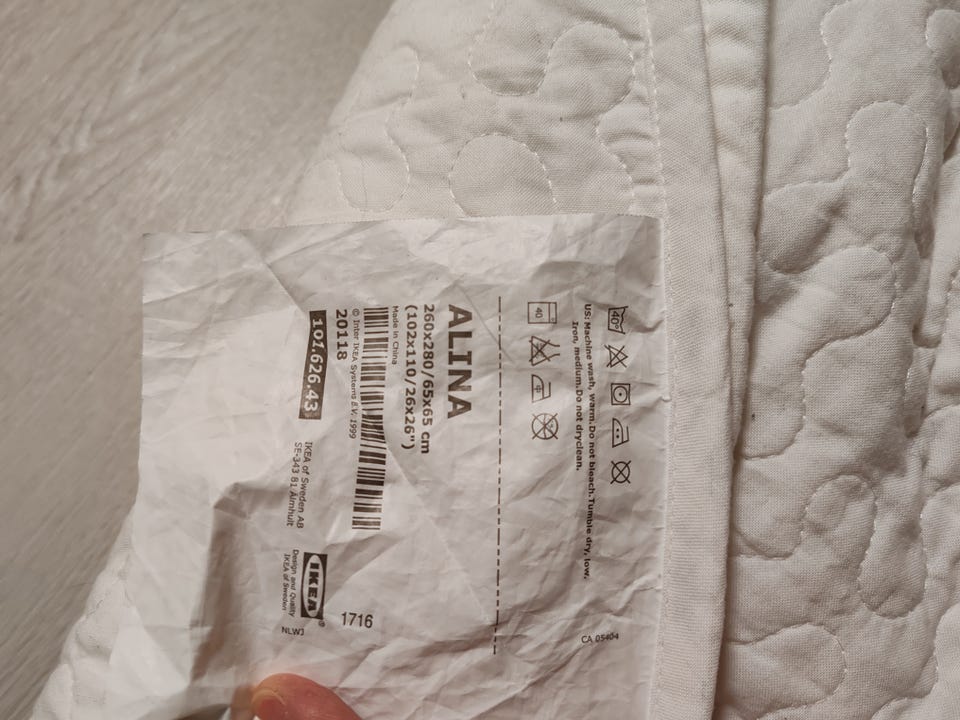 40°
US: Machine wash, warm. Do not bleach. Tumble dry, low.
Iron, medium. Do not dryclean.
CA 05404
40
ALINA
260x280/65x65 cm
(102x110/26x26")
Made in China
© Inter IKEA Systems B.V. 1999
20118
101.626.43
IKEA of Sweden AB
SE-343 81 Älmhult
1716
IKEA®
Design and Quality
IKEA of Sweden
NLWJ